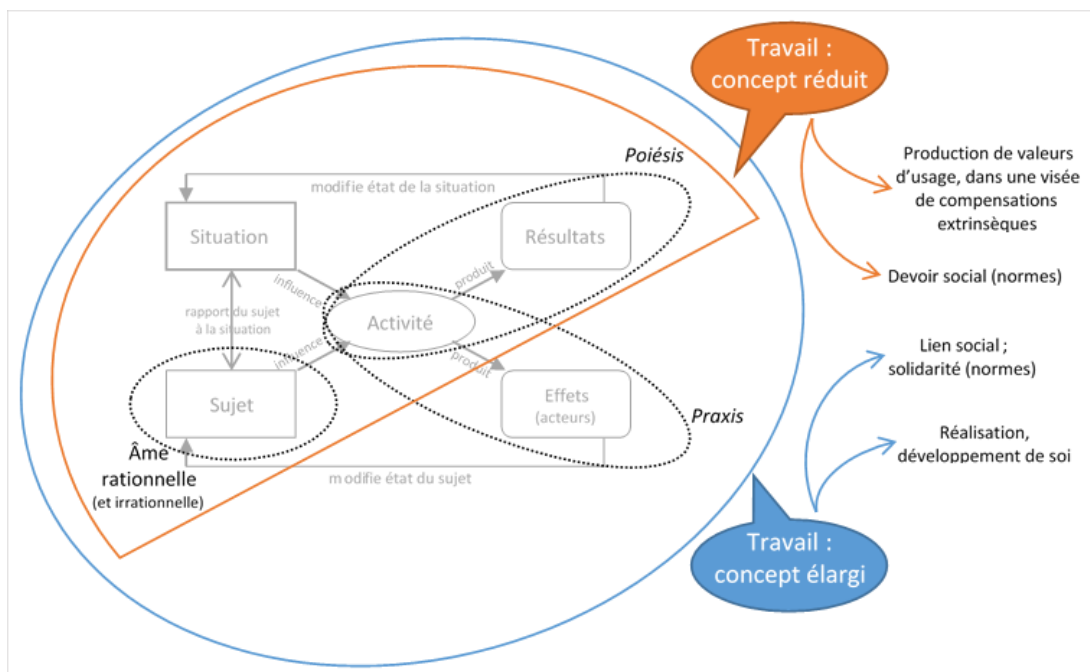 Travail :
concept réduit
Poiésis
modifie état de la situation
Production de valeurs
d’usage, dans une visée
de compensations
extrinsèques
Situation
Résultats
influence
produit
Devoir social (normes)
rapport du sujet
à la situation
Activité
influence
produit
Lien social ;
solidarité (normes)
Sujet
Effets
(acteurs)
Praxis
Réalisation,
développement de soi
Âme
rationnelle
(et irrationnelle)
modifie état du sujet
Travail :
concept élargi